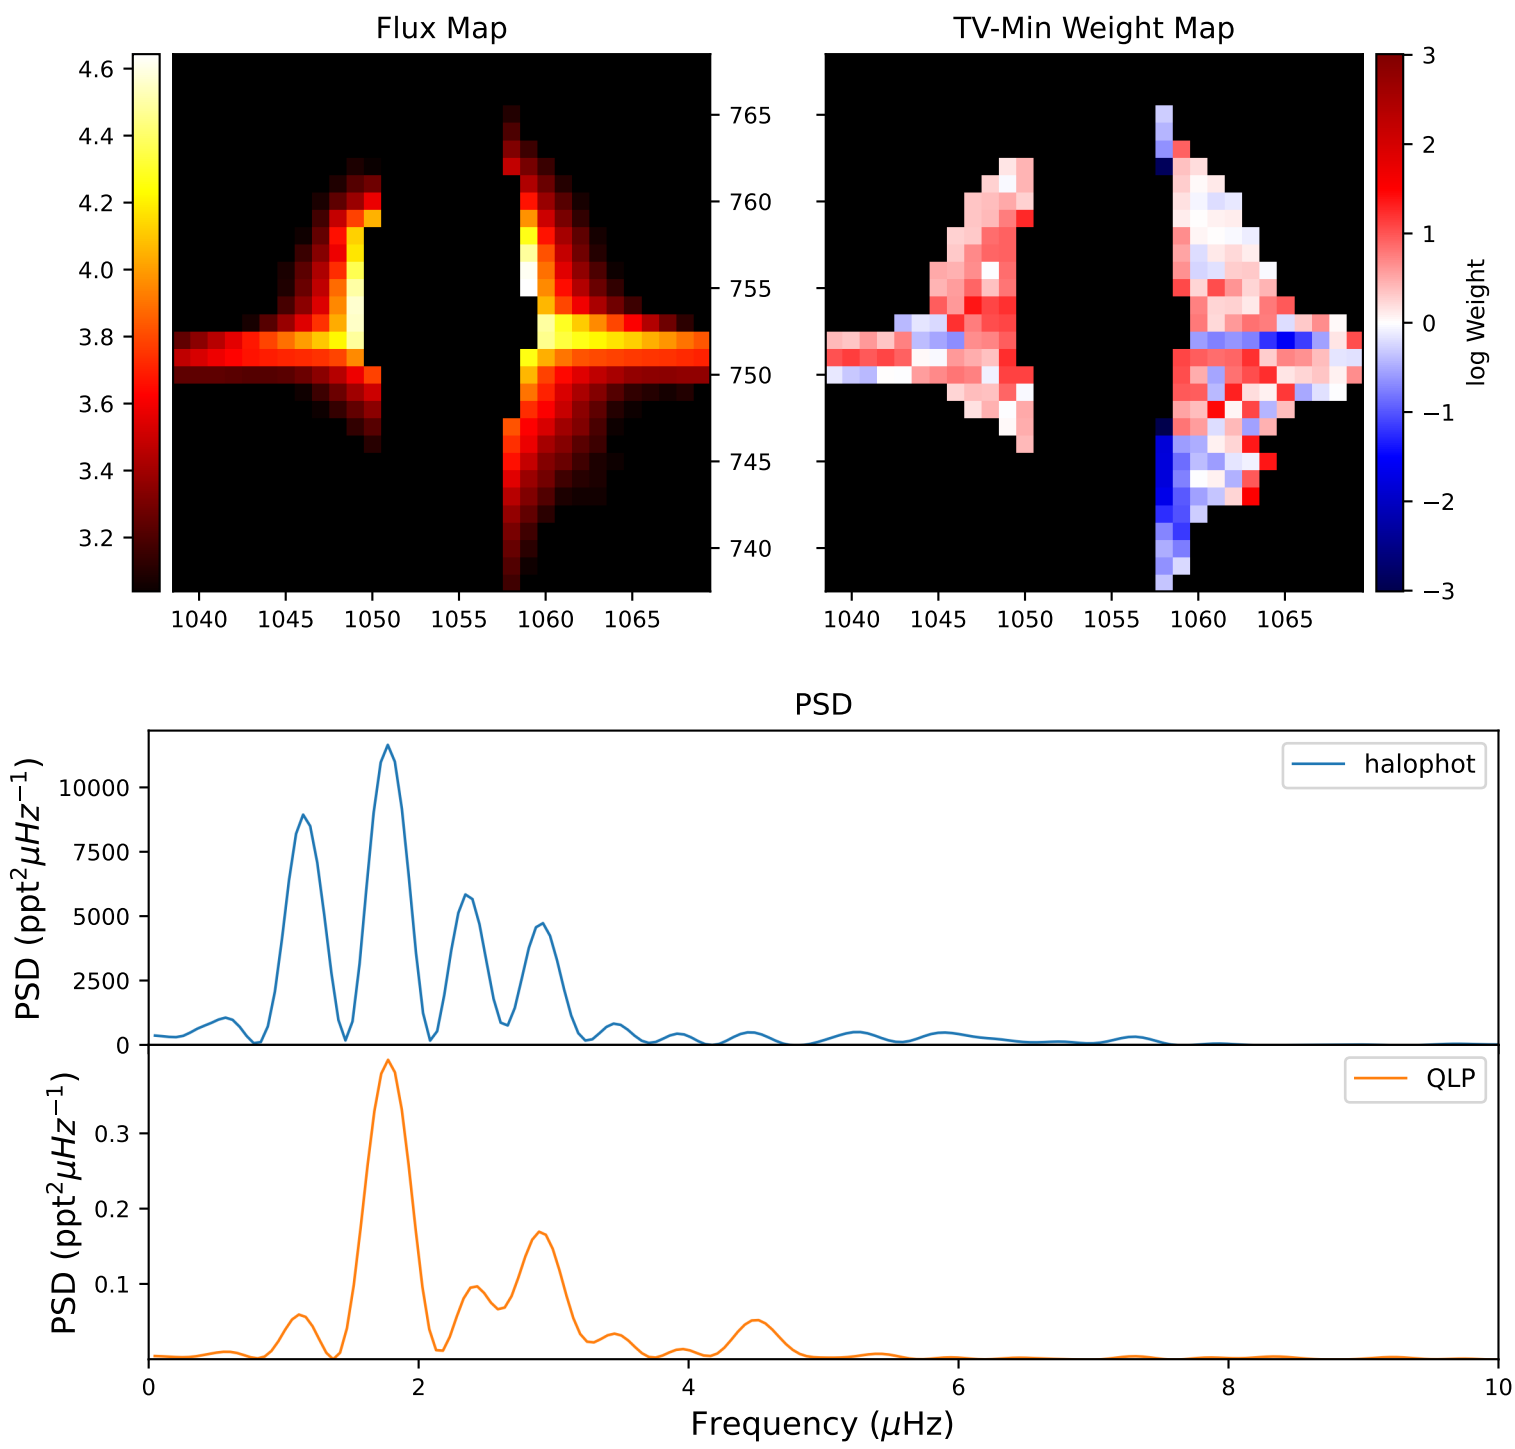 Flux Map
TV-Min Weight Map
4.6
4.4
4.2
4.0
3.8
3.6
3.4
3.2
765
760
755
750
745
740
1040 1045 1050 1055 1060 1065
1040 1045 1050 1055 1060 1065
3
2
1
0
−1
−2
−3
log Weight
PSD
PSD (ppt²μHz⁻¹)
10000
7500
5000
2500
0
halophot
PSD (ppt²μHz⁻¹)
0.3
0.2
0.1
QLP
0 2 4 6 8 10
Frequency (μHz)